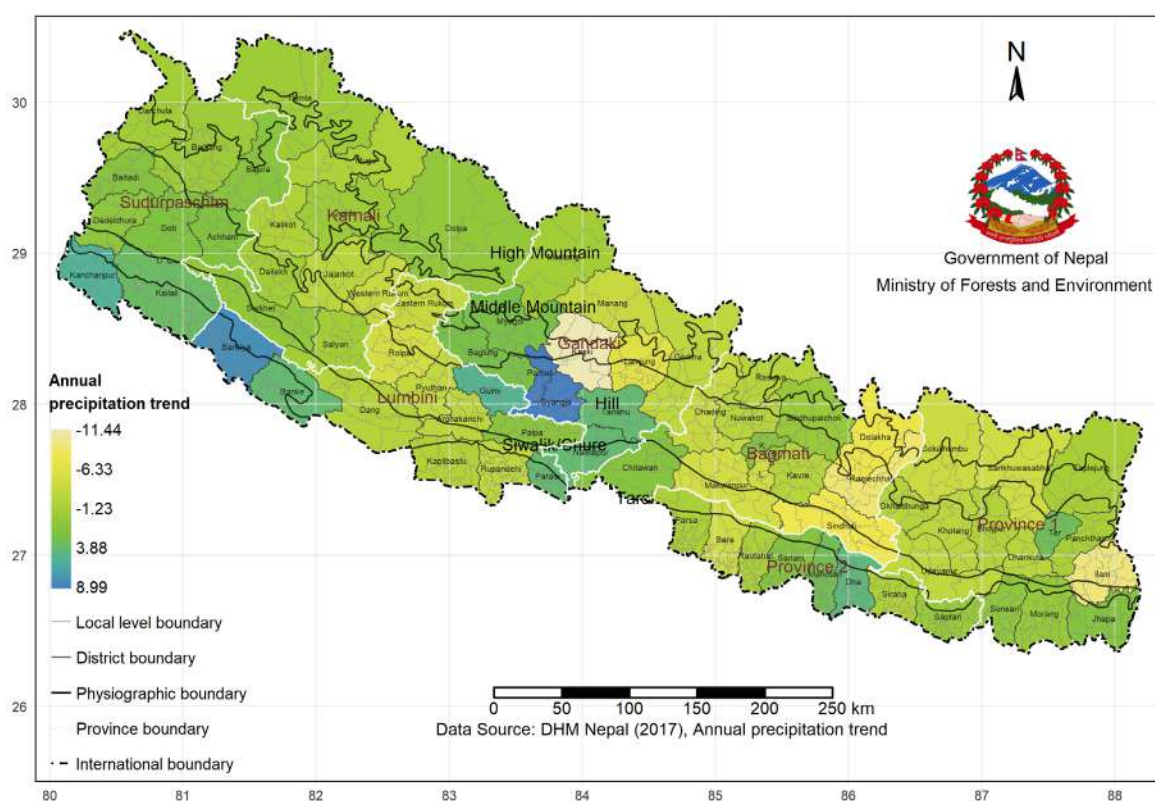 N
Government of Nepal
Ministry of Forests and Environment
30
29
28
27
26
Darchula
Humla
Bajhang
Mugu
Baitadi
Bajura
Sudurpaschim
Dadeldhura
Doti
Achham
Kalikot
Karnali
Dolpa
High Mountain
Kanchanpur
Kailali
Dailekh
Jajarkot
Surkhet
Western Rukum
Eastern Rukum
Middle Mountain
Myagdi
Manang
Bardiya
Salyan
Rolpa
Baglung
Gandaki
Kaski
Lamjung
Gorkha
Parbat
Banke
Pyuthan
Gulmi
Syangja
Rasuwa
Lumbini
Dang
Arghakanchi
Hill
Tanahu
Dhading
Nuwakot
Sindhupalchok
Palpa
Siwalik/Chure
Kapilbastu
Rupandehi
Parasi
Nawalpur
Chitawan
Bagmati
Kavre
Dolakha
Ramechhap
Solukhumbu
Sankhuwasabha
Taplejung
Makwanpur
Tarai
Okhaldhunga
Khotang
Bhojpur
Province 1
Ter
Panchthar
Parsa
Bara
Rautahat
Sarlahi
Sindhuli
Province 2
Dha
Siraha
Saptari
Udayapur
Dhankuta
Ilam
Sunsari
Morang
Jhapa
Annual
precipitation trend
-11.44
-6.33
-1.23
3.88
8.99
Local level boundary
District boundary
Physiographic boundary
Province boundary
International boundary
0 50 100 150 200 250 km
Data Source: DHM Nepal (2017), Annual precipitation trend
80 81 82 83 84 85 86 87 88